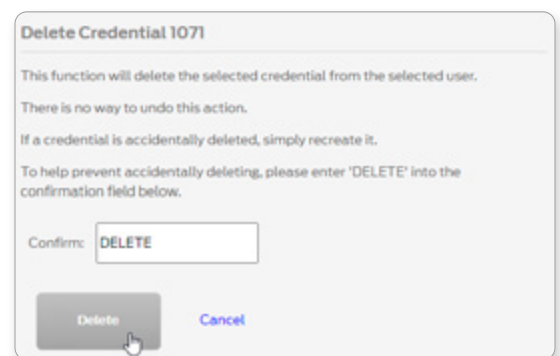 Delete Credential 1071
This function will delete the selected credential from the selected user.
There is no way to undo this action.
If a credential is accidentally deleted, simply recreate it.
To help prevent accidentally deleting, please enter 'DELETE' into the
confirmation field below.
Confirm: DELETE
Delete Cancel